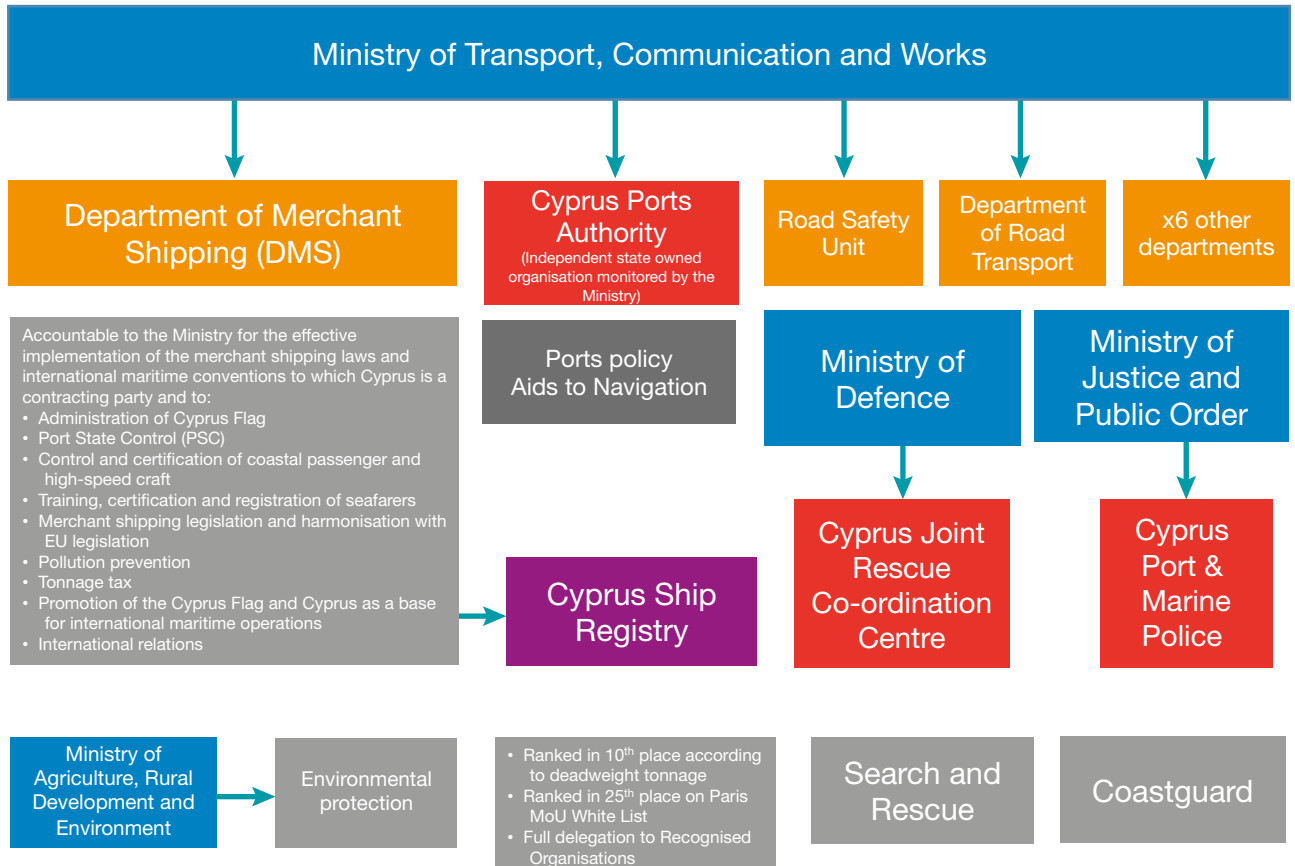 Ministry of Transport, Communication and Works
Department of Merchant
Shipping (DMS)
Cyprus Ports
Authority
(Independent state owned
organisation monitored by the
Ministry)
Road Safety
Unit
Department
of Road
Transport
x6 other
departments
Accountable to the Ministry for the effective
implementation of the merchant shipping laws and
international maritime conventions to which Cyprus is a
contracting party and to:
• Administration of Cyprus Flag
• Port State Control (PSC)
• Control and certification of coastal passenger and
high-speed craft
• Training, certification and registration of seafarers
• Merchant shipping legislation and harmonisation with
EU legislation
• Pollution prevention
• Tonnage tax
• Promotion of the Cyprus Flag and Cyprus as a base
for international maritime operations
• International relations
Ports policy
Aids to Navigation
Ministry of
Defence
Ministry of
Justice and
Public Order
Cyprus Ship
Registry
Cyprus Joint
Rescue
Co-ordination
Centre
Cyprus
Port &
Marine
Police
Ministry of
Agriculture, Rural
Development and
Environment
Environmental
protection
• Ranked in 10th place according
to deadweight tonnage
• Ranked in 25th place on Paris
MoU White List
• Full delegation to Recognised
Organisations
Search and
Rescue
Coastguard